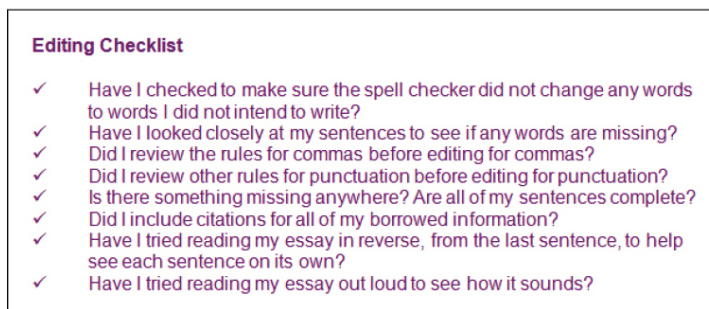 Editing Checklist
✓ Have I checked to make sure the spell checker did not change any words
to words I did not intend to write?
✓ Have I looked closely at my sentences to see if any words are missing?
✓ Did I review the rules for commas before editing for commas?
✓ Did I review other rules for punctuation before editing for punctuation?
✓ Is there something missing anywhere? Are all of my sentences complete?
✓ Did I include citations for all of my borrowed information?
✓ Have I tried reading my essay in reverse, from the last sentence, to help
see each sentence on its own?
✓ Have I tried reading my essay out loud to see how it sounds?